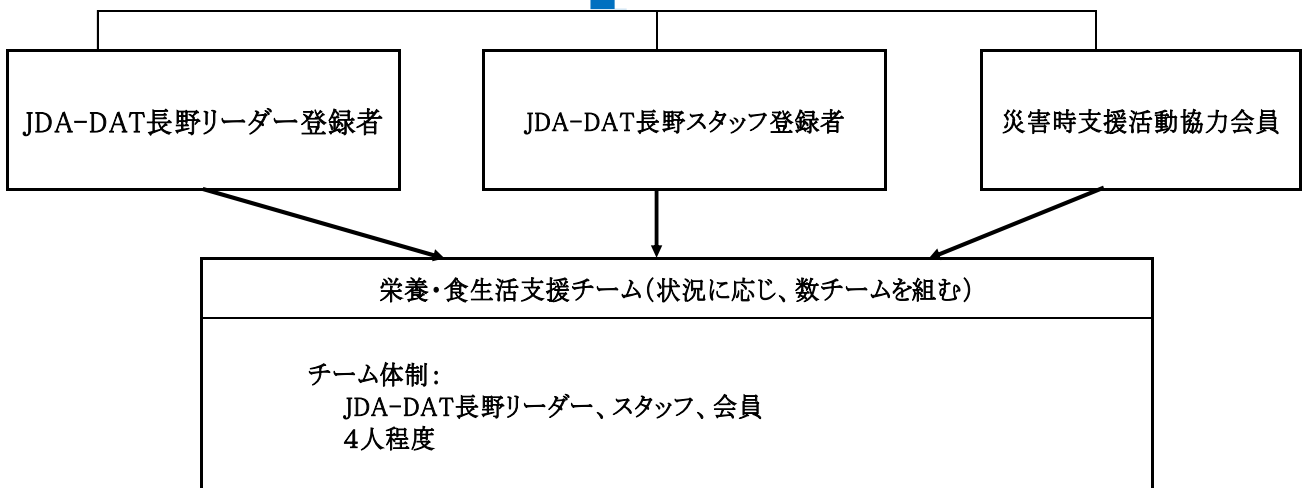 JDA-DAT長野リーダー登録者
JDA-DAT長野スタッフ登録者
災害時支援活動協力会員
栄養・食生活支援チーム（状況に応じ、数チームを組む）
チーム体制：
JDA-DAT長野リーダー、スタッフ、会員
4人程度